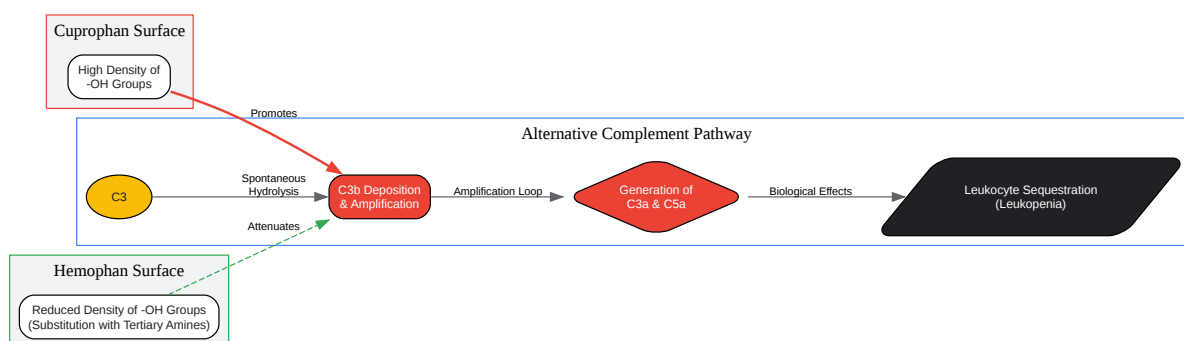 Cuprophan Surface
High Density of
-OH Groups
Promotes
Alternative Complement Pathway
C3
Spontaneous
Hydrolysis
C3b Deposition
& Amplification
Amplification Loop
Generation of
C3a & C5a
Biological Effects
Leukocyte Sequestration
(Leukopenia)
Attenuates
Hemophan Surface
Reduced Density of -OH Groups
(Substitution with Tertiary Amines)